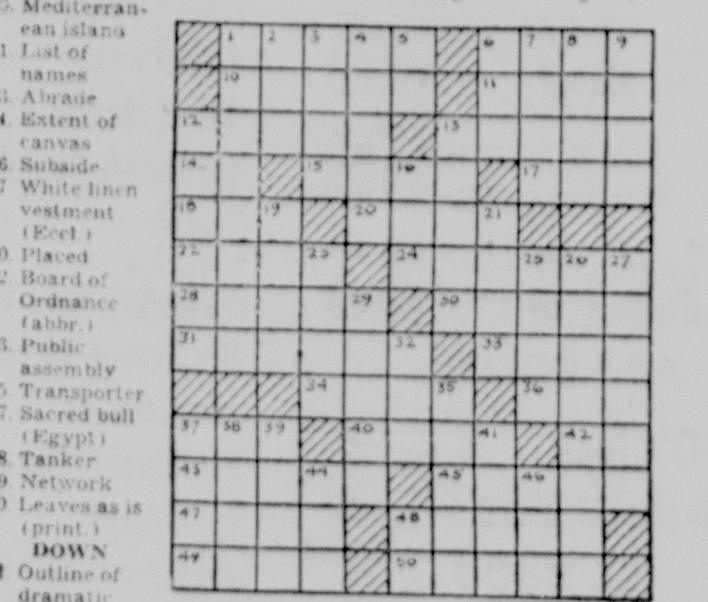 0. Mediterran-
ean island
1. List of
names
3. Abrade
4. Extent of
canvas
6. Subside
7 White linen
vestment
(Eccl.)
0. Placed
2. Board of
Ordnance
(abbr.)
3. Public
assembly
5. Transporter
7. Sacred bull
(Egypt)
8. Tanker
9. Network
0. Leaves as is
(print.)
DOWN
Outline of
dramatic
1 2 3 4 5 6 7 8 9
10 11
12 13
14 15 16 17
18 19 20 21
22 23 24 25 26 27
28 29 30
31 32 33
34 35 36
37 38 39 40 41 42
43 44 45 46
47 48
49 50